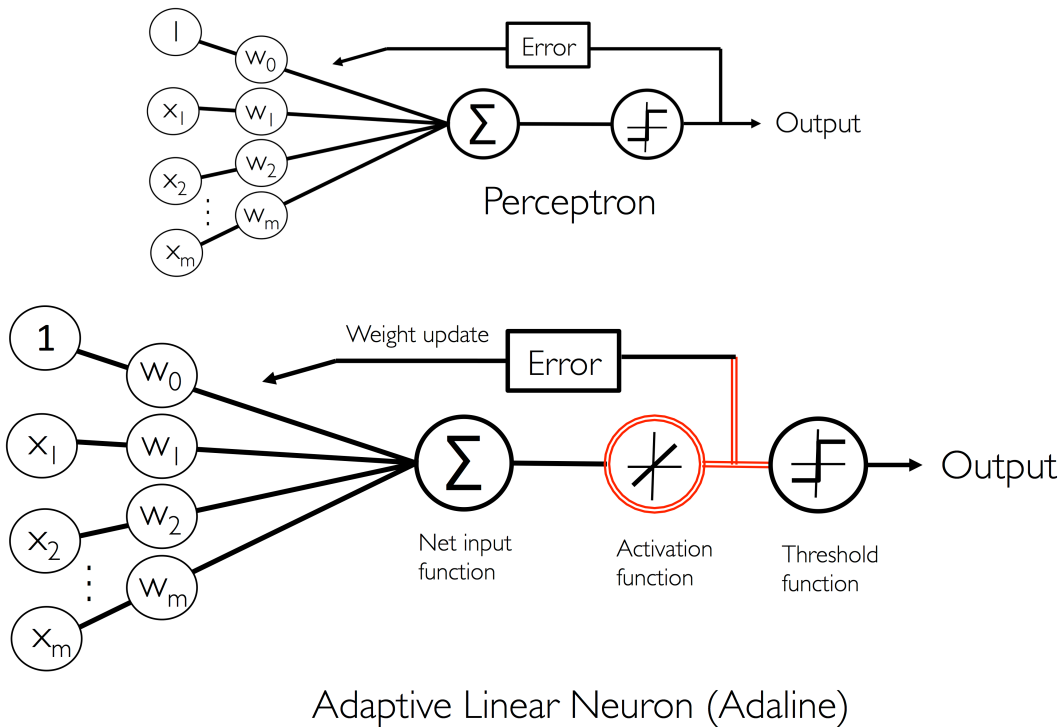 1
w0
Error
x1
w1
Σ
Output
x2
w2
wm
Perceptron
xm
1
Weight update
Error
w0
x1
w1
Σ
Output
x2
w2
Net input
function
Activation
function
Threshold
function
wm
xm
Adaptive Linear Neuron (Adaline)